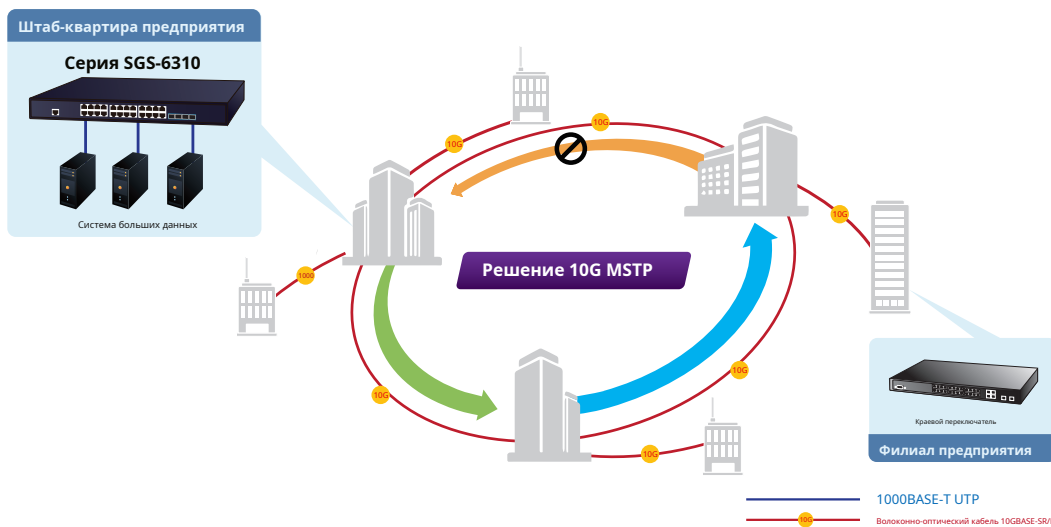 Штаб-квартира предприятия
Серия SGS-6310
Система больших данных
10G
10G
10G
1000
Решение 10G MSTP
10G
10G
10G
Краевой переключатель
Филиал предприятия
1000BASE-T UTP
10G
Волоконно-оптический кабель 10GBASE-SR/